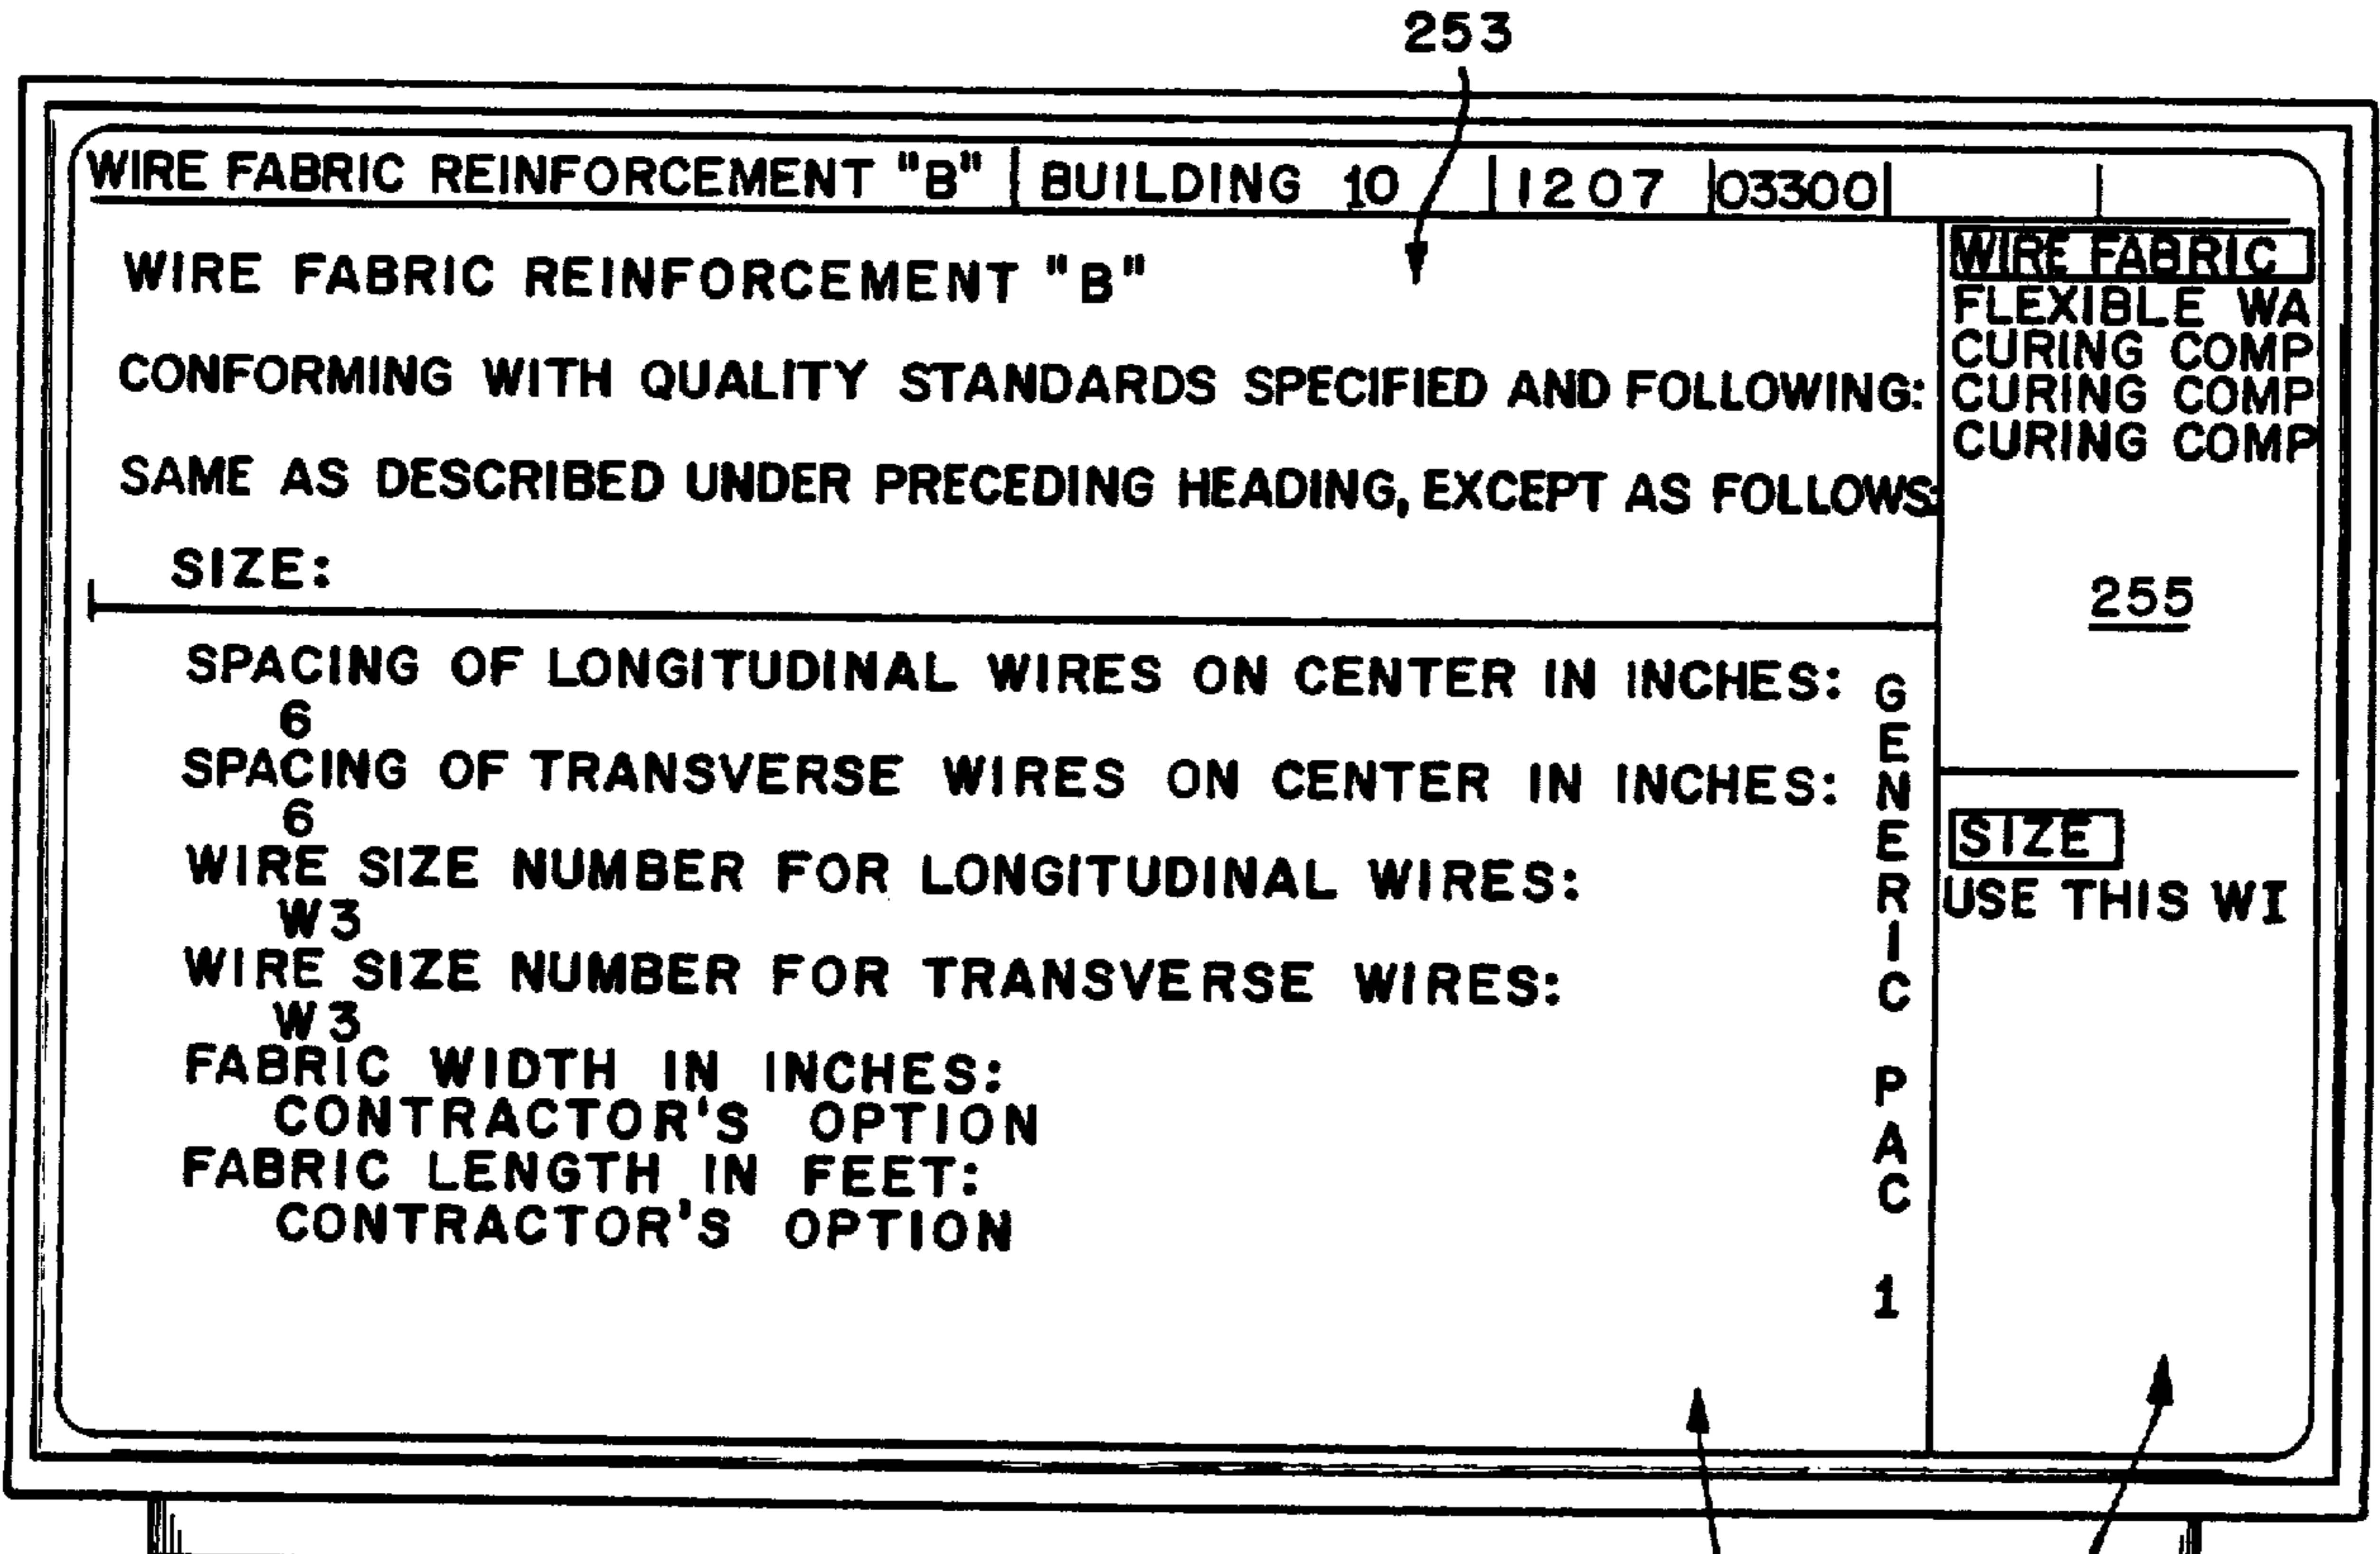 253
WIRE FABRIC REINFORCEMENT "B" BUILDING 10 1207 03300
WIRE FABRIC REINFORCEMENT "B"
CONFORMING WITH QUALITY STANDARDS SPECIFIED AND FOLLOWING:
SAME AS DESCRIBED UNDER PRECEDING HEADING, EXCEPT AS FOLLOWS:
SIZE:
SPACING OF LONGITUDINAL WIRES ON CENTER IN INCHES:
6
SPACING OF TRANSVERSE WIRES ON CENTER IN INCHES:
6
WIRE SIZE NUMBER FOR LONGITUDINAL WIRES:
W3
WIRE SIZE NUMBER FOR TRANSVERSE WIRES:
W3
FABRIC WIDTH IN INCHES:
CONTRACTOR'S OPTION
FABRIC LENGTH IN FEET:
CONTRACTOR'S OPTION
GENERIC PAC 1
WIRE FABRIC
FLEXIBLE WA
CURING COMP
CURING COMP
CURING COMP
255
SIZE
USE THIS WI